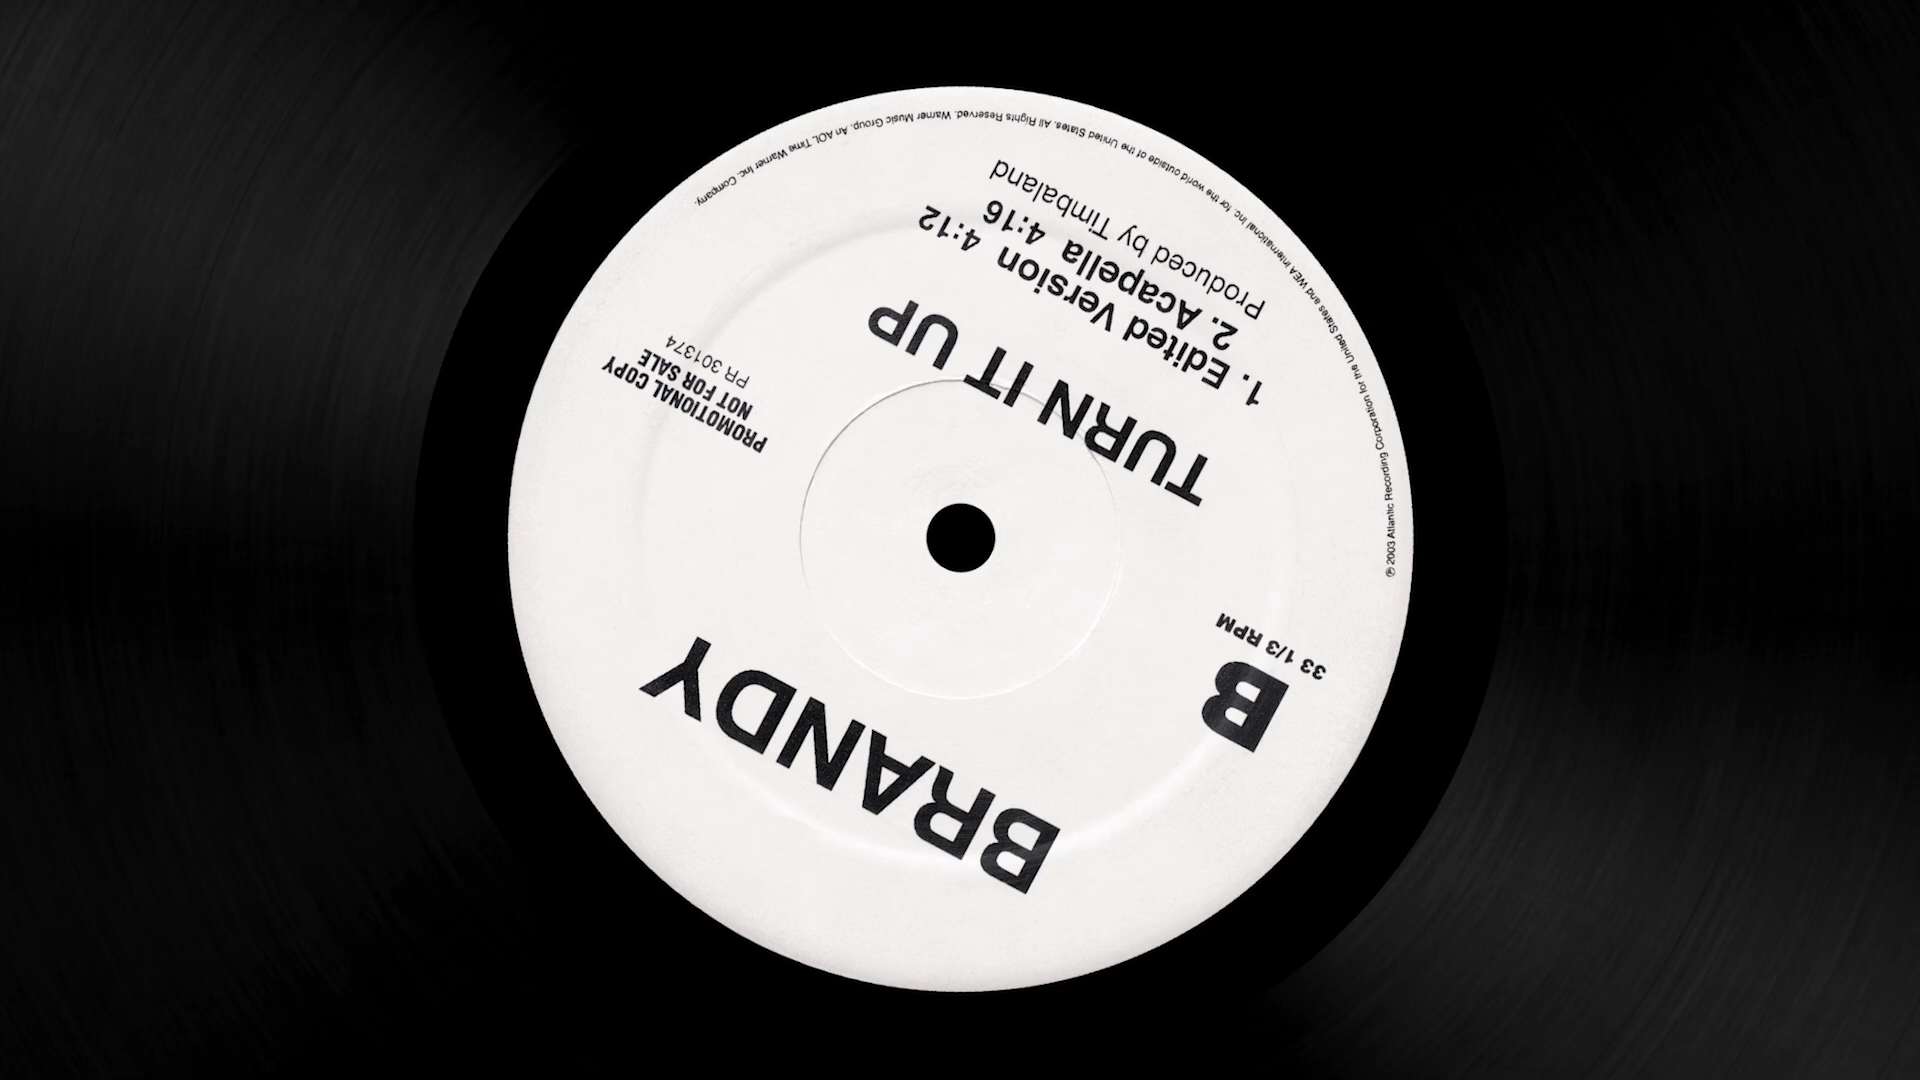 BRANDY
B
33 1/3 RPM
PROMOTIONAL COPY
NOT FOR SALE
PR 301374
TURN IT UP
1. Edited Version 4:12
2. Acapella 4:16
Produced by Timbaland
℗ 2003 Atlantic Recording Corporation for the United States and WEA International Inc. for the world outside of the United States. All Rights Reserved. Warner Music Group, An AOL Time Warner Inc. Company.